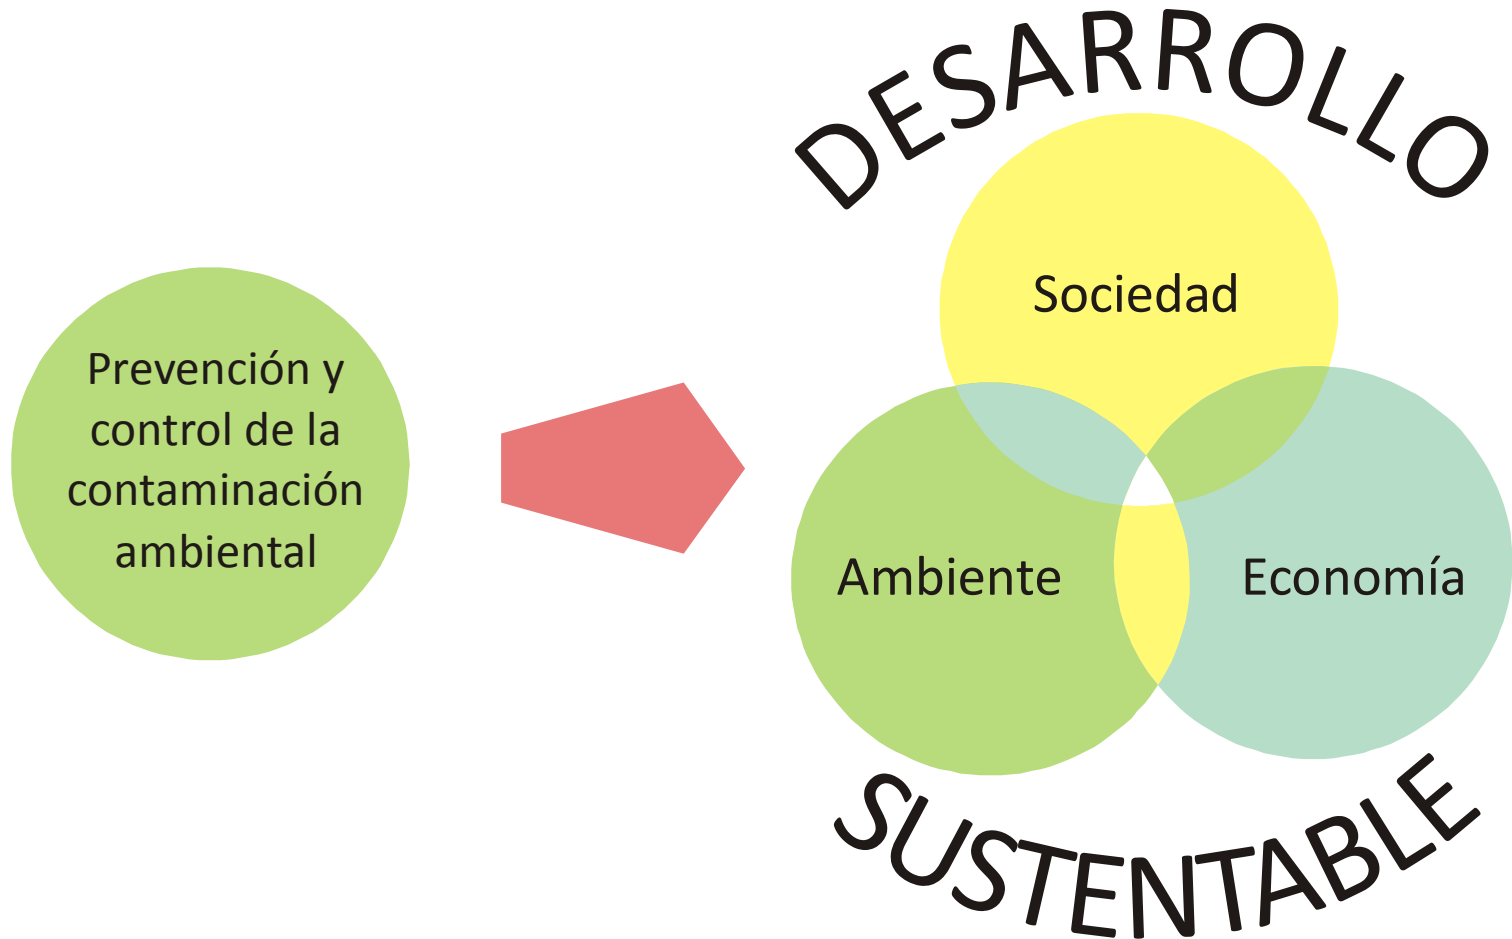 Prevención y
control de la
contaminación
ambiental
DESARROLLO
Sociedad
Ambiente
Economía
SUSTENTABLE